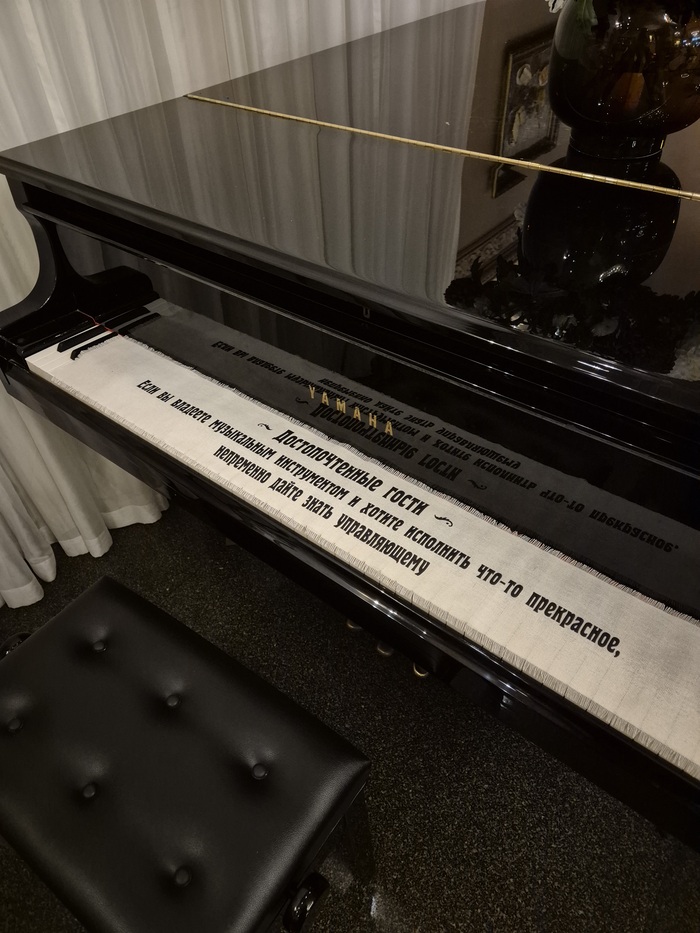 YAMAHA
Достопочтенные гости
Если вы владеете музыкальным инструментом и хотите исполнить что-то прекрасное,
непременно дайте знать управляющему